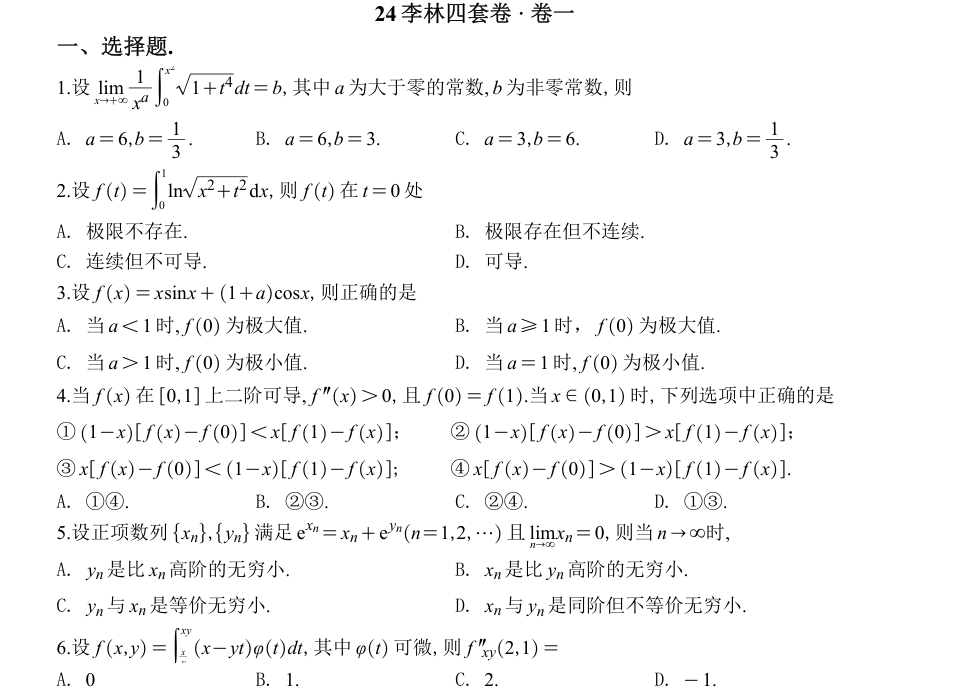 24李林四套卷·卷一
一、选择题.
1.设 lim_{x→+∞} 1/x^a ∫_0^{x^2} √(1+t^4) dt=b, 其中 a 为大于零的常数, b 为非零常数, 则
A. a=6,b=1/3. B. a=6,b=3. C. a=3,b=6. D. a=3,b=1/3.
2.设 f(t)=∫_0^1 ln√(x^2+t^2) dx, 则 f(t) 在 t=0 处
A. 极限不存在. B. 极限存在但不连续.
C. 连续但不可导. D. 可导.
3.设 f(x)=xsinx+(1+a)cosx, 则正确的是
A. 当 a<1 时, f(0) 为极大值. B. 当 a⩾1 时， f(0) 为极大值.
C. 当 a>1 时, f(0) 为极小值. D. 当 a=1 时, f(0) 为极小值.
4.当 f(x) 在 [0,1] 上二阶可导, f″(x)>0, 且 f(0)=f(1).当 x∈(0,1) 时, 下列选项中正确的是
① (1-x)[f(x)-f(0)]<x[f(1)-f(x)]; ② (1-x)[f(x)-f(0)]>x[f(1)-f(x)];
③ x[f(x)-f(0)]<(1-x)[f(1)-f(x)]; ④ x[f(x)-f(0)]>(1-x)[f(1)-f(x)].
A. ①④. B. ②③. C. ②④. D. ①③.
5.设正项数列 {x_n},{y_n} 满足 e^{x_n}=x_n+e^{y_n}(n=1,2,⋯) 且 lim_{n→∞} x_n=0, 则当 n→∞时,
A. y_n 是比 x_n 高阶的无穷小. B. x_n 是比 y_n 高阶的无穷小.
C. y_n 与 x_n 是等价无穷小. D. x_n 与 y_n 是同阶但不等价无穷小.
6.设 f(x,y)=∫^{xy} (x-yt)φ(t)dt, 其中 φ(t) 可微, 则 f″_{xy}(2,1)=
A. 0 B. 1. C. 2. D. -1.